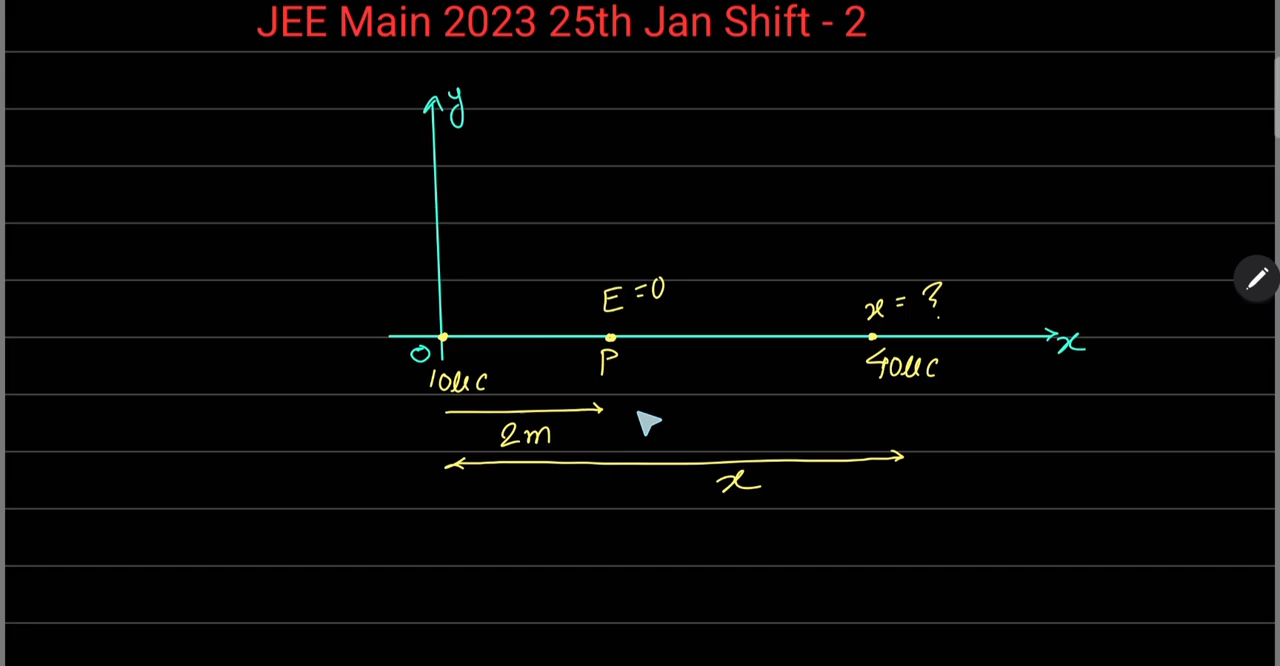 JEE Main 2023 25th Jan Shift - 2
y
E = 0
x = ?
O
P
x
10μc
40μc
2m
x